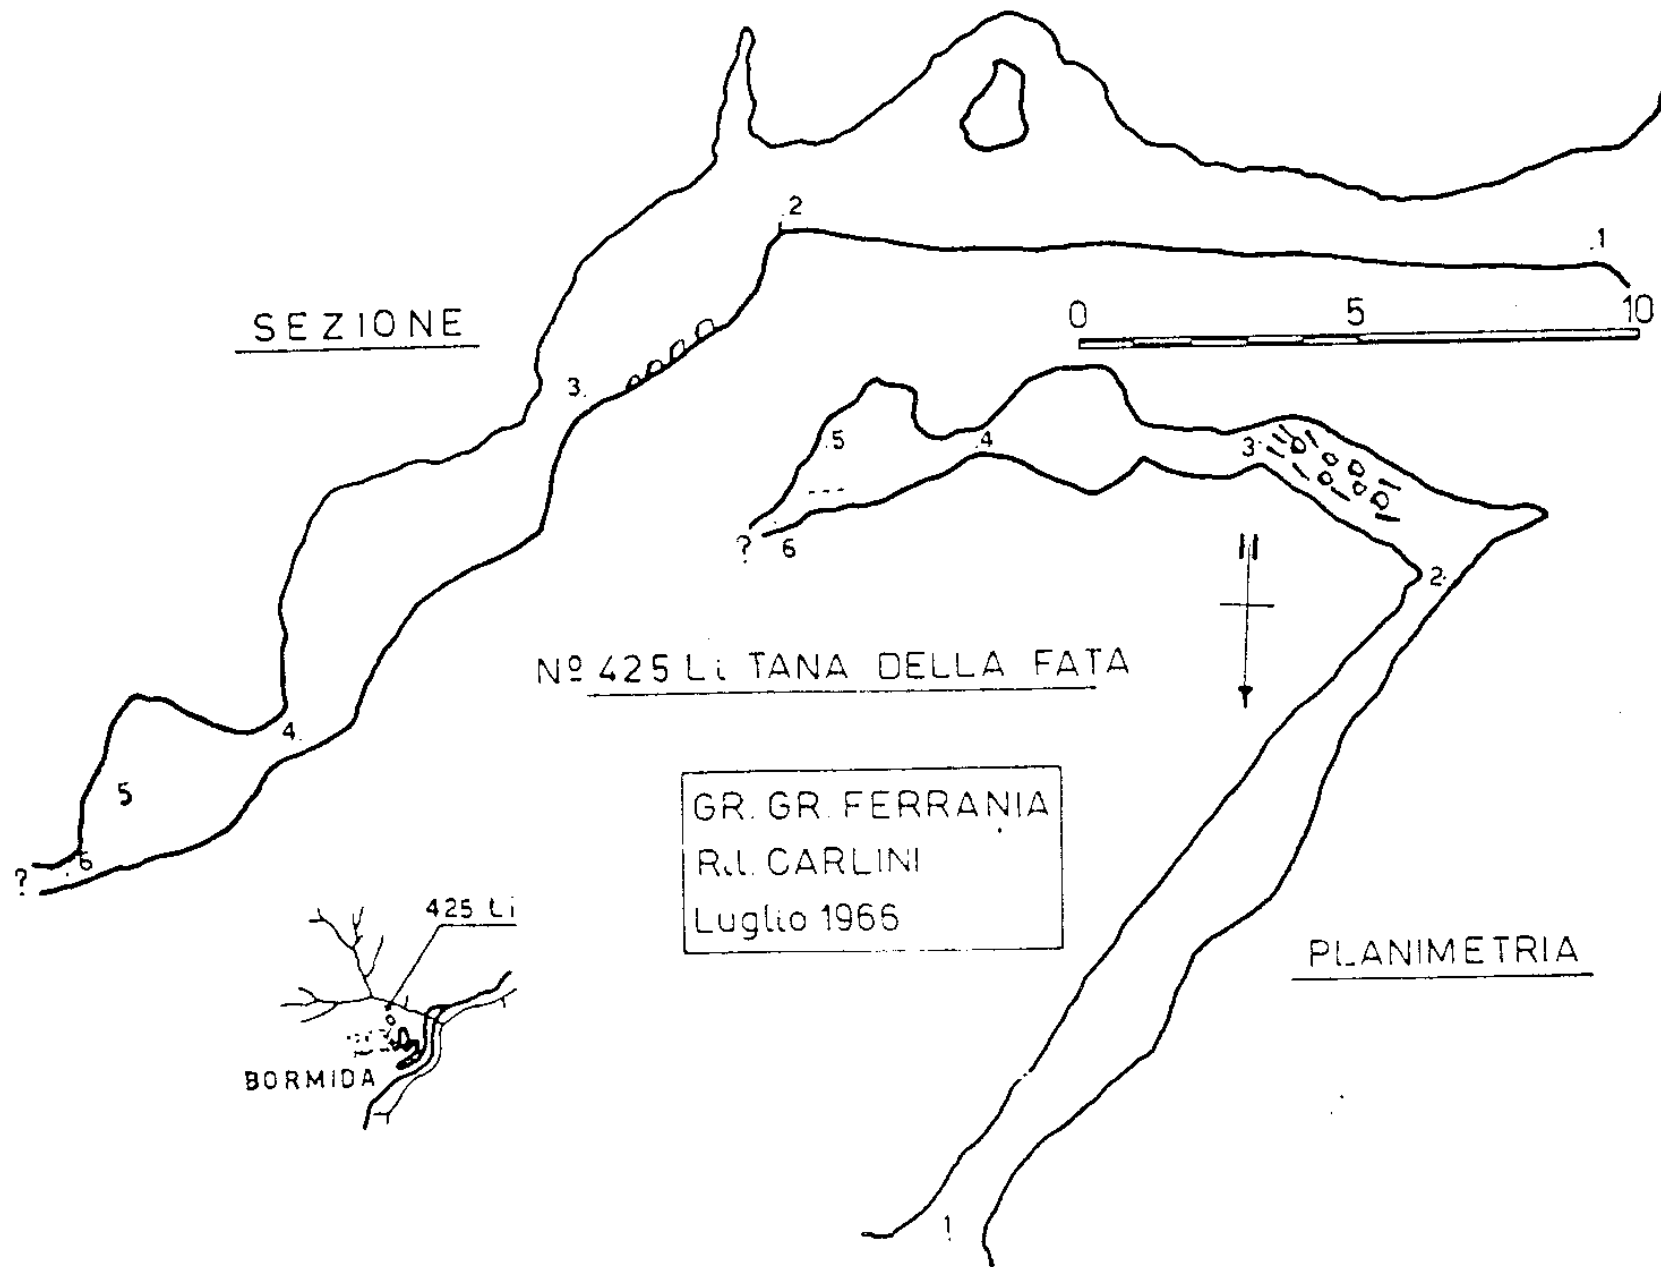 2
1
SEZIONE
0 5 10
3
5
4
3
? 6
2
Nº 425 Li TANA DELLA FATA
4
5
GR. GR. FERRANIA
R.I. CARLINI
Luglio 1966
6
?
425 Li
PLANIMETRIA
BORMIDA
1